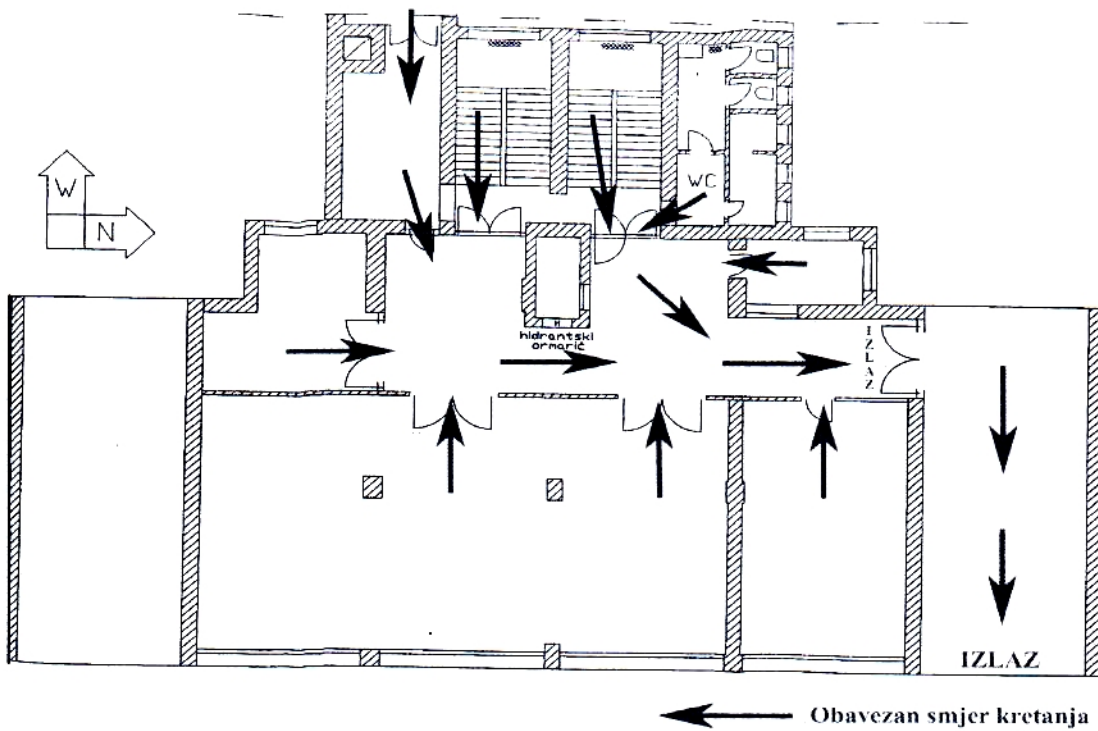 WC
W
N
hidrantski
ormarić
IZLAZ
IZLAZ
Obavezan smjer kretanja